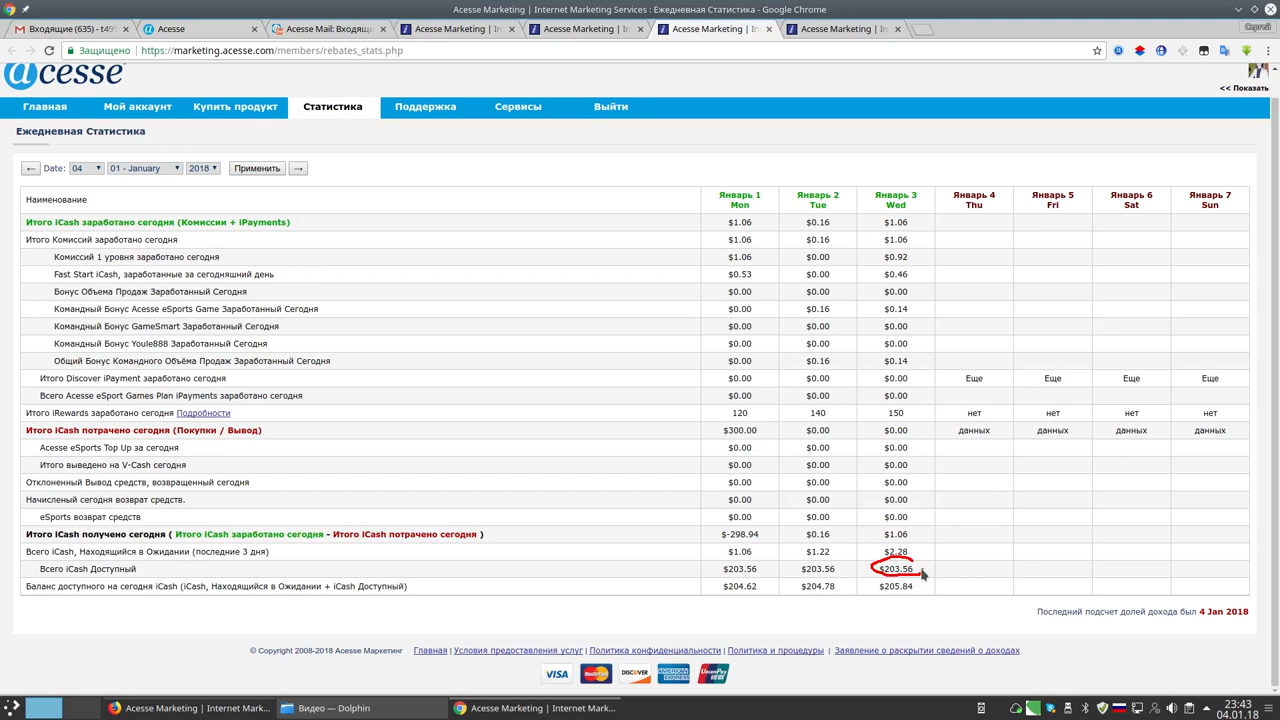 Acesse Marketing | Internet Marketing Services : Ежедневная Статистика - Google Chrome
Входящие (635) - t495
Acesse
Acesse Mail: Входящи
Acesse Marketing | In
Acesse Marketing | In
Acesse Marketing | In
Acesse Marketing | In
Сергей
Защищено https://marketing.acesse.com/members/rebates_stats.php
@cesse
<< Показать
Главная Мой аккаунт Купить продукт Статистика Поддержка Сервисы Выйти
Ежедневная Статистика
← Date: 04 01 - January 2018 Применить →
Наименование Январь 1 Mon Январь 2 Tue Январь 3 Wed Январь 4 Thu Январь 5 Fri Январь 6 Sat Январь 7 Sun
Итого iCash заработано сегодня (Комиссии + iPayments) $1.06 $0.16 $1.06
Итого Комиссий заработано сегодня $1.06 $0.16 $1.06
Комиссий 1 уровня заработано сегодня $1.06 $0.00 $0.92
Fast Start iCash, заработанные за сегодняшний день $0.53 $0.00 $0.46
Бонус Объема Продаж Заработанный Сегодня $0.00 $0.00 $0.00
Командный Бонус Acesse eSports Game Заработанный Сегодня $0.00 $0.16 $0.14
Командный Бонус GameSmart Заработанный Сегодня $0.00 $0.00 $0.00
Командный Бонус Youle888 Заработанный Сегодня $0.00 $0.00 $0.00
Общий Бонус Командного Объёма Продаж Заработанный Сегодня $0.00 $0.16 $0.14
Итого Discover iPayment заработано сегодня $0.00 $0.00 $0.00 Еще Еще Еще Еще
Всего Acesse eSport Games Plan iPayments заработано сегодня $0.00 $0.00 $0.00
Итого iRewards заработано сегодня Подробности 120 140 150 нет нет нет нет
Итого iCash потрачено сегодня (Покупки / Вывод) $300.00 $0.00 $0.00 данных данных данных данных
Acesse eSports Top Up за сегодня $0.00 $0.00 $0.00
Итого выведено на V-Cash сегодня $0.00 $0.00 $0.00
Отклоненный Вывод средств, возвращенный сегодня $0.00 $0.00 $0.00
Начисленый сегодня возврат средств. $0.00 $0.00 $0.00
eSports возврат средств $0.00 $0.00 $0.00
Итого iCash получено сегодня ( Итого iCash заработано сегодня - Итого iCash потрачено сегодня ) $-298.94 $0.16 $1.06
Всего iCash, Находящийся в Ожидании (последние 3 дня) $1.06 $1.22 $2.28
Всего iCash Доступный $203.56 $203.56 $203.56
Баланс доступного на сегодня iCash (iCash, Находящийся в Ожидании + iCash Доступный) $204.62 $204.78 $205.84
Последний подсчет долей дохода был 4 Jan 2018
© Copyright 2008-2018 Acesse Маркетинг Главная | Условия предоставления услуг | Политика конфиденциальности | Политика и процедуры | Заявление о раскрытии сведений о доходах
VISA MasterCard DISCOVER AMERICAN EXPRESS UnionPay
Acesse Marketing | Internet Mark...
Видео — Dolphin
Acesse Marketing | Internet Mark...
23:43
04.01.18